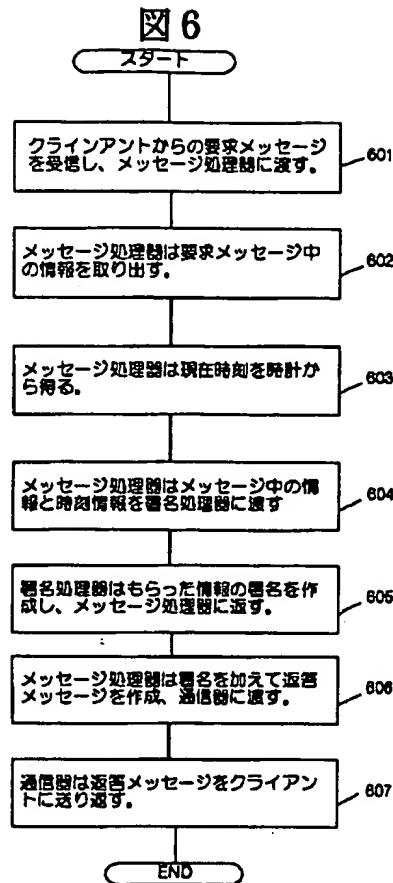 図6
スタート
クラインアントからの要求メッセージ
を受信し、メッセージ処理器に渡す。
601
メッセージ処理器は要求メッセージ中
の情報を取り出す。
602
メッセージ処理器は現在時刻を時計か
ら得る。
603
メッセージ処理器はメッセージ中の情
報と時刻情報を署名処理器に渡す
604
署名処理器はもらった情報の署名を作
成し、メッセージ処理器に返す。
605
メッセージ処理器は署名を加えて返答
メッセージを作成、通信器に渡す。
606
通信器は返答メッセージをクライアン
トに送り返す。
607
END